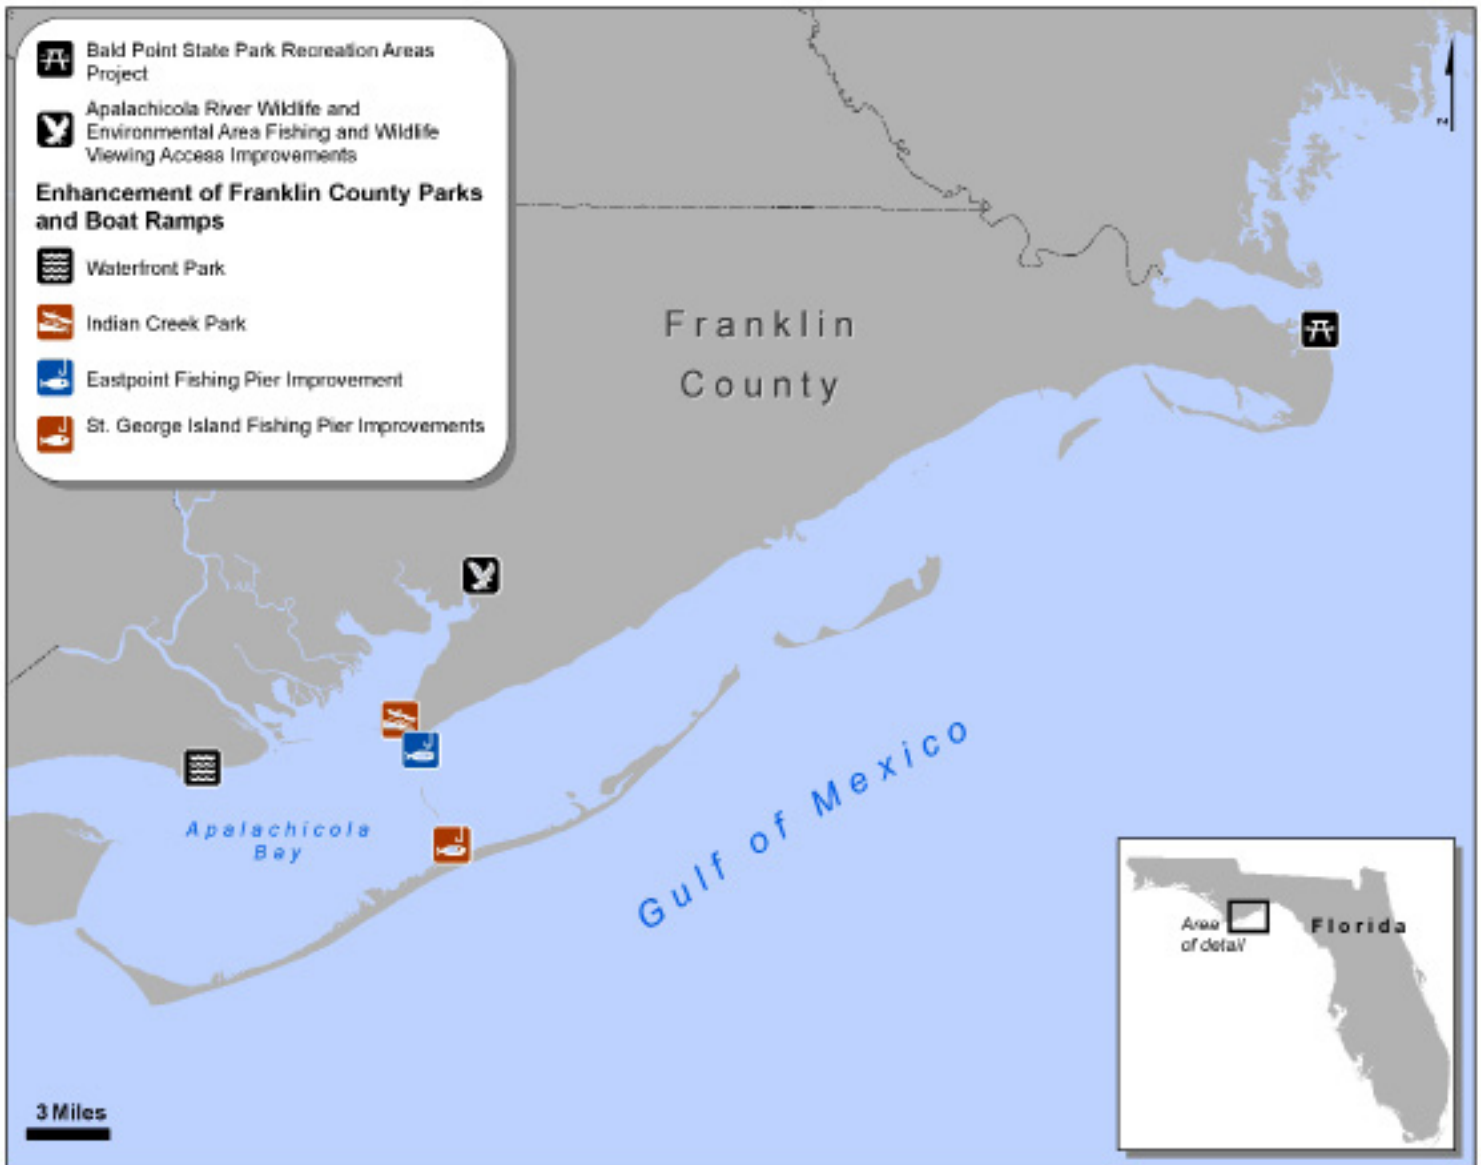 Bald Point State Park Recreation Areas
Project
Apalachicola River Wildlife and
Environmental Area Fishing and Wildlife
Viewing Access Improvements
Enhancement of Franklin County Parks
and Boat Ramps
Waterfront Park
Indian Creek Park
Eastpoint Fishing Pier Improvement
St. George Island Fishing Pier Improvements
N
Franklin
County
Apalachicola
Bay
Gulf of Mexico
Area
of detail
Florida
3 Miles